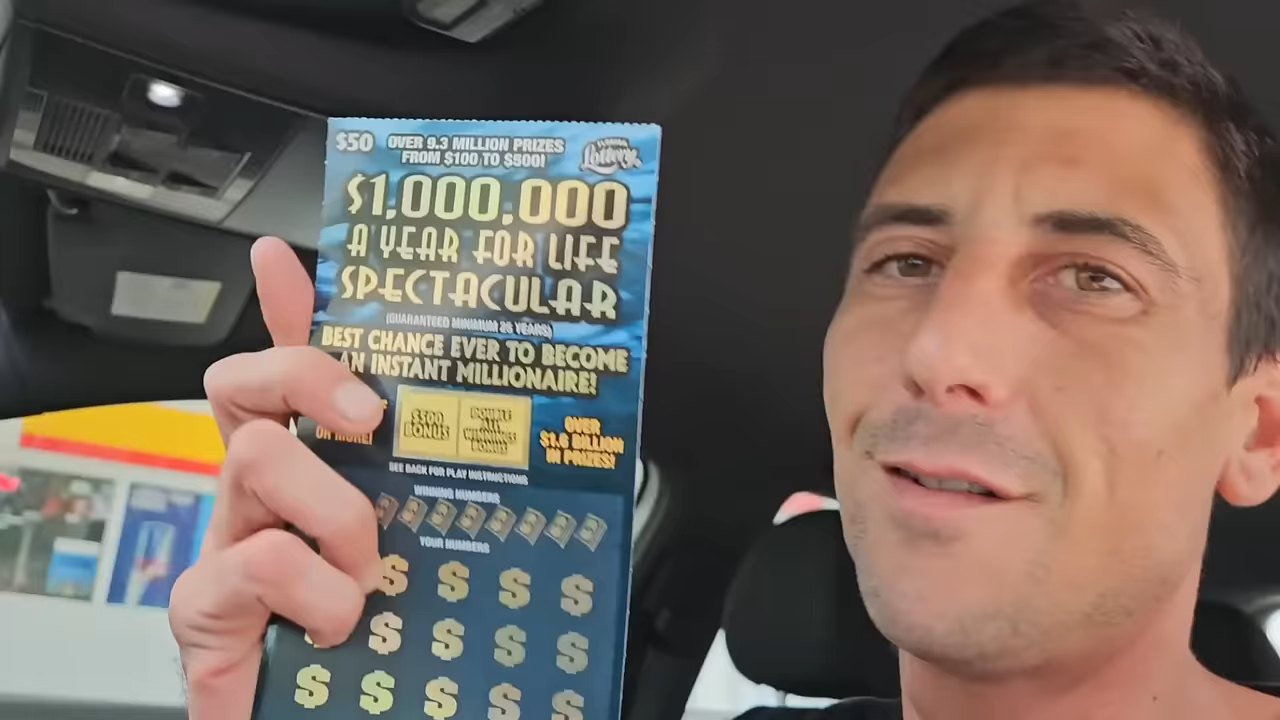 $50
OVER 9.3 MILLION PRIZES
FROM $100 TO $500!
FLORIDA
Lottery
$1,000,000
A YEAR FOR LIFE
SPECTACULAR
(GUARANTEED MINIMUM 25 YEARS)
BEST CHANCE EVER TO BECOME
AN INSTANT MILLIONAIRE!
OR MORE!
$500
BONUS
DOUBLE
ALL
WINNINGS
BONUS
OVER
$1.6 BILLION
IN PRIZES!
SEE BACK FOR PLAY INSTRUCTIONS
WINNING NUMBERS
YOUR NUMBERS
$ $ $ $
$ $ $ $
$ $ $ $ $